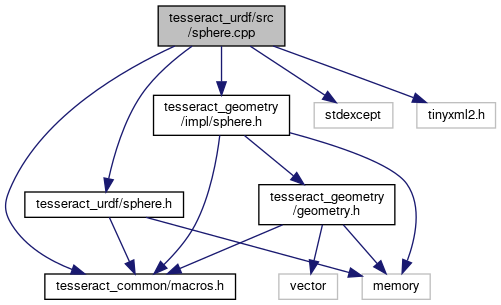 tesseract_urdf/src
/sphere.cpp
tesseract_geometry
/impl/sphere.h
stdexcept
tinyxml2.h
tesseract_urdf/sphere.h
tesseract_geometry
/geometry.h
tesseract_common/macros.h
vector
memory